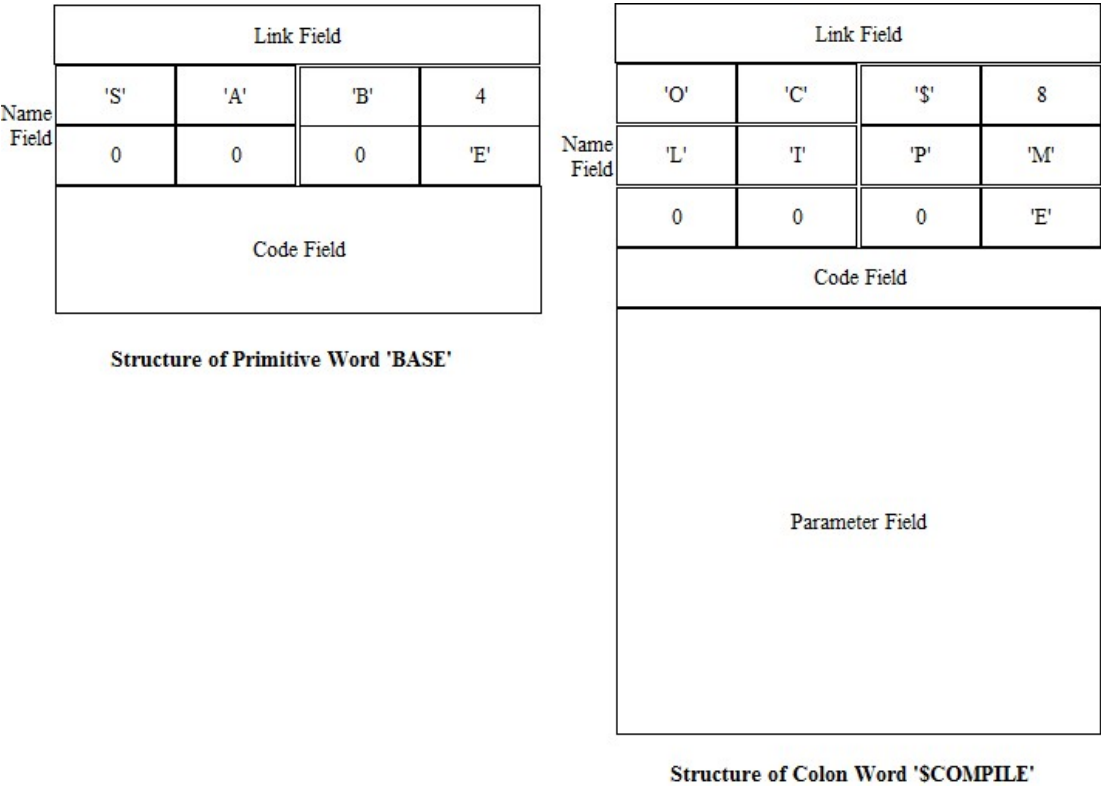 Link Field
Name Field
'S' 'A' 'B' 4
0 0 0 'E'
Code Field
Structure of Primitive Word 'BASE'
Link Field
Name Field
'O' 'C' '$' 8
'L' 'I' 'P' 'M'
0 0 0 'E'
Code Field
Parameter Field
Structure of Colon Word '$COMPILE'